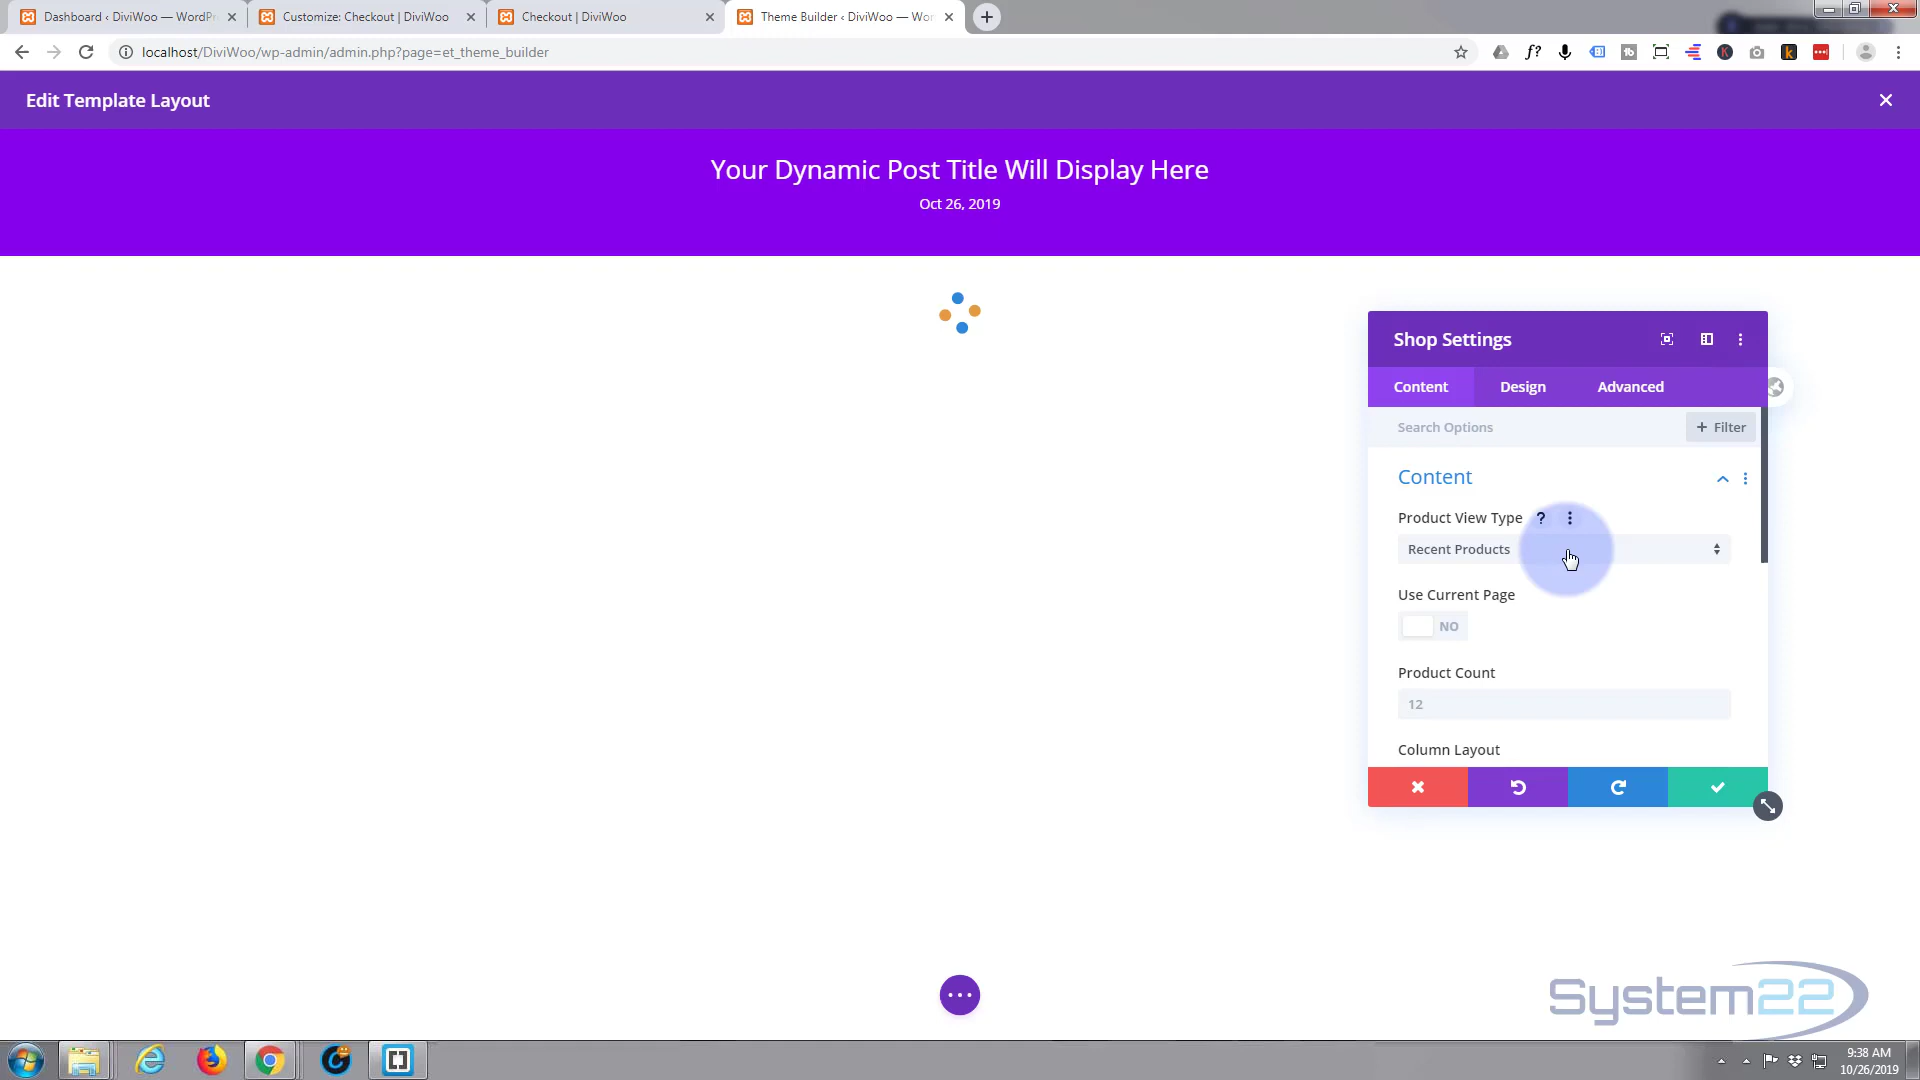 Dashboard ‹ DiviWoo — WordPr
Customize: Checkout | DiviWoo
Checkout | DiviWoo
Theme Builder ‹ DiviWoo — Wor
localhost/DiviWoo/wp-admin/admin.php?page=et_theme_builder
Edit Template Layout
Your Dynamic Post Title Will Display Here
Oct 26, 2019
Shop Settings
Content
Design
Advanced
Search Options
+ Filter
Content
Product View Type
Recent Products
Use Current Page
NO
Product Count
12
Column Layout
System22
9:38 AM
10/26/2019